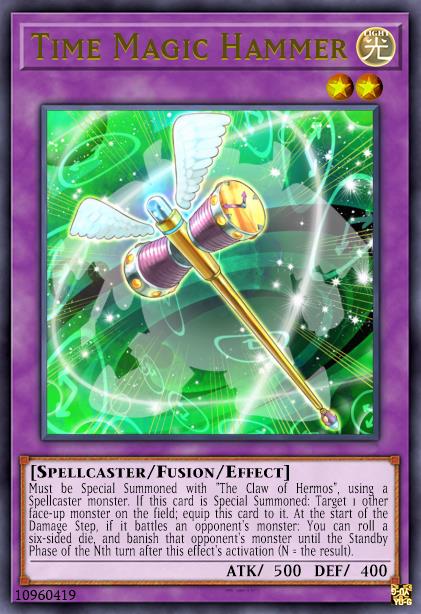 TIME MAGIC HAMMER
LIGHT
光
[SPELLCASTER/FUSION/EFFECT]
Must be Special Summoned with "The Claw of Hermos", using a
Spellcaster monster. If this card is Special Summoned: Target 1 other
face-up monster on the field; equip this card to it. At the start of the
Damage Step, if it battles an opponent's monster: You can roll a
six-sided die, and banish that opponent's monster until the Standby
Phase of the Nth turn after this effect's activation (N = the result).
ATK/ 500 DEF/ 400
10960419